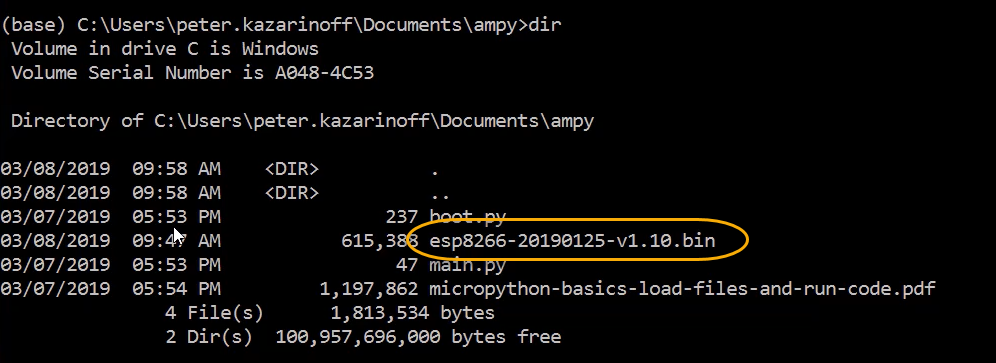 (base) C:\Users\peter.kazarinoff\Documents\ampy>dir
Volume in drive C is Windows
Volume Serial Number is A048-4C53
Directory of C:\Users\peter.kazarinoff\Documents\ampy
03/08/2019 09:58 AM <DIR> .
03/08/2019 09:58 AM <DIR> ..
03/07/2019 05:53 PM 237 boot.py
03/08/2019 09:47 AM 615,388 esp8266-20190125-v1.10.bin
03/07/2019 05:53 PM 47 main.py
03/07/2019 05:54 PM 1,197,862 micropython-basics-load-files-and-run-code.pdf
4 File(s) 1,813,534 bytes
2 Dir(s) 100,957,696,000 bytes free